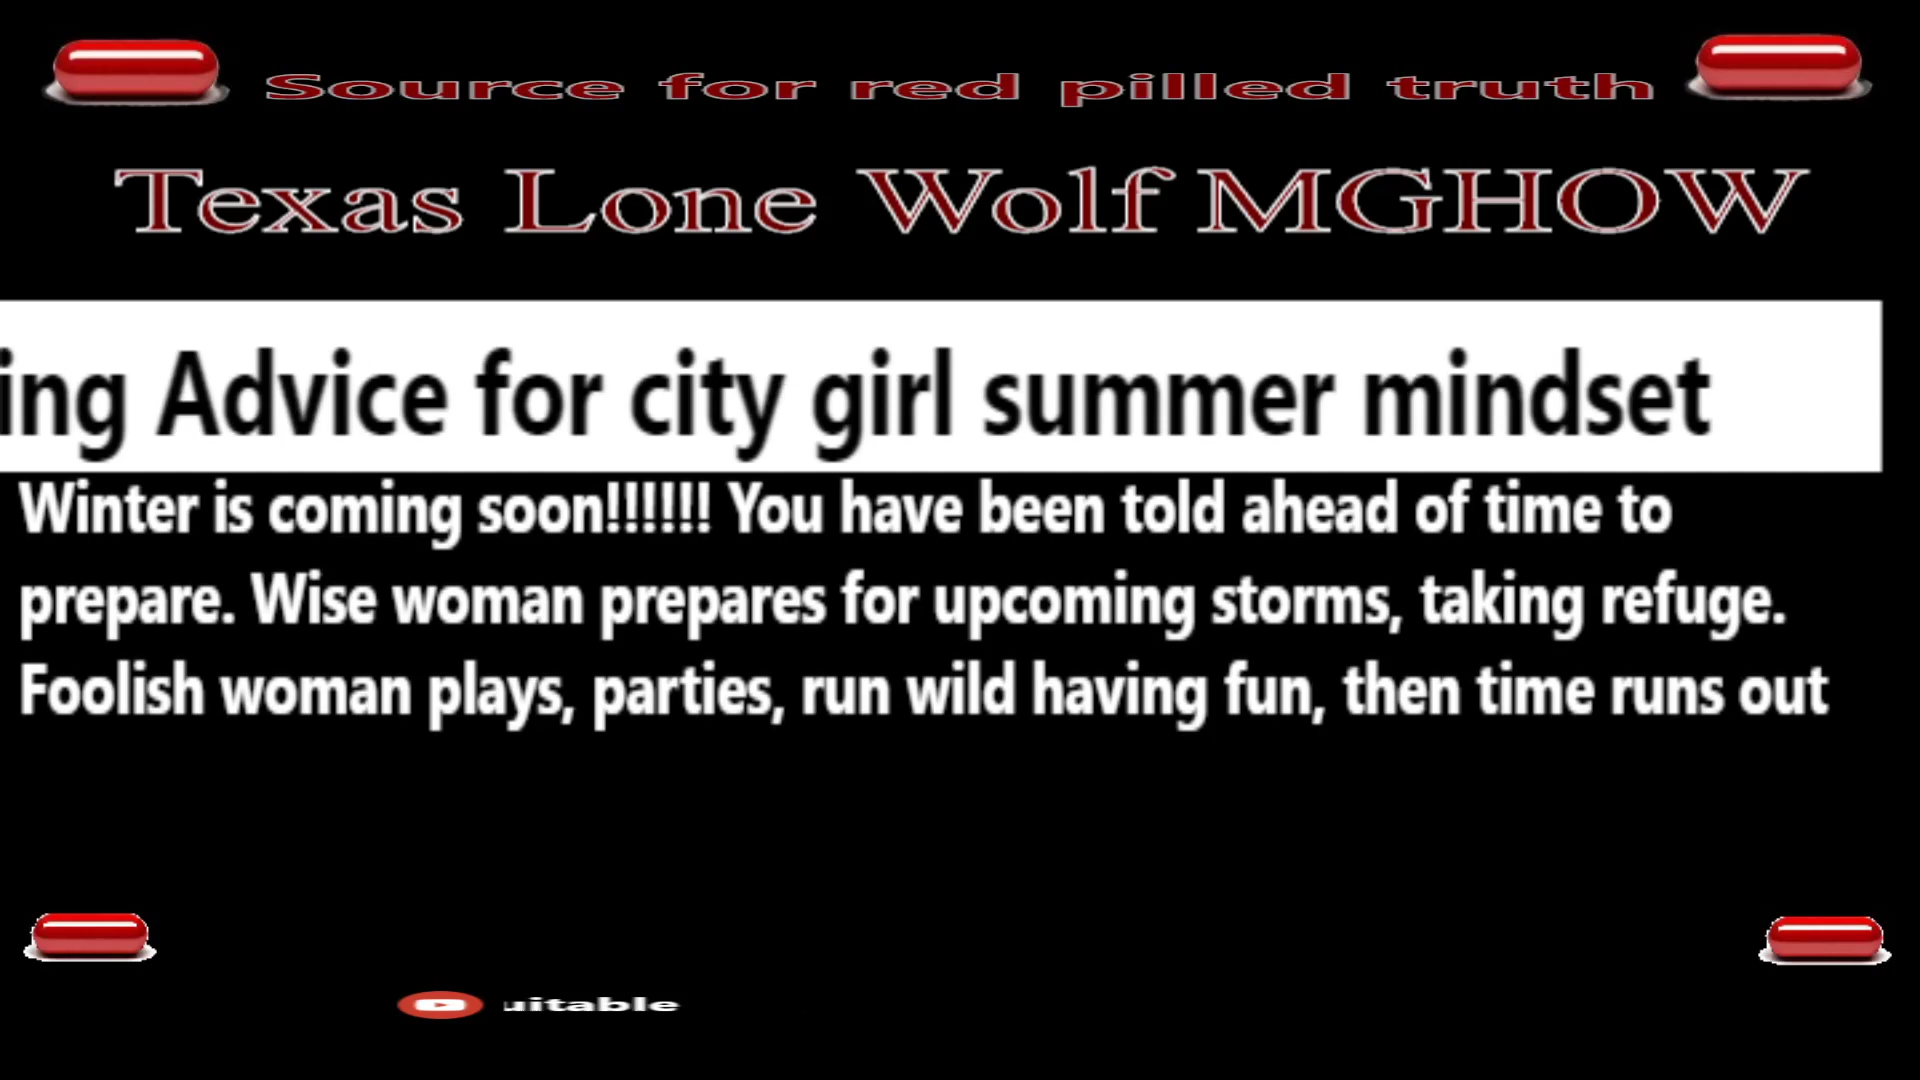 Source for red pilled truth
Texas Lone Wolf MGHOW
Advice for city girl summer mindset
Winter is coming soon!!!!!! You have been told ahead of time to
prepare. Wise woman prepares for upcoming storms, taking refuge.
Foolish woman plays, parties, run wild having fun, then time runs out